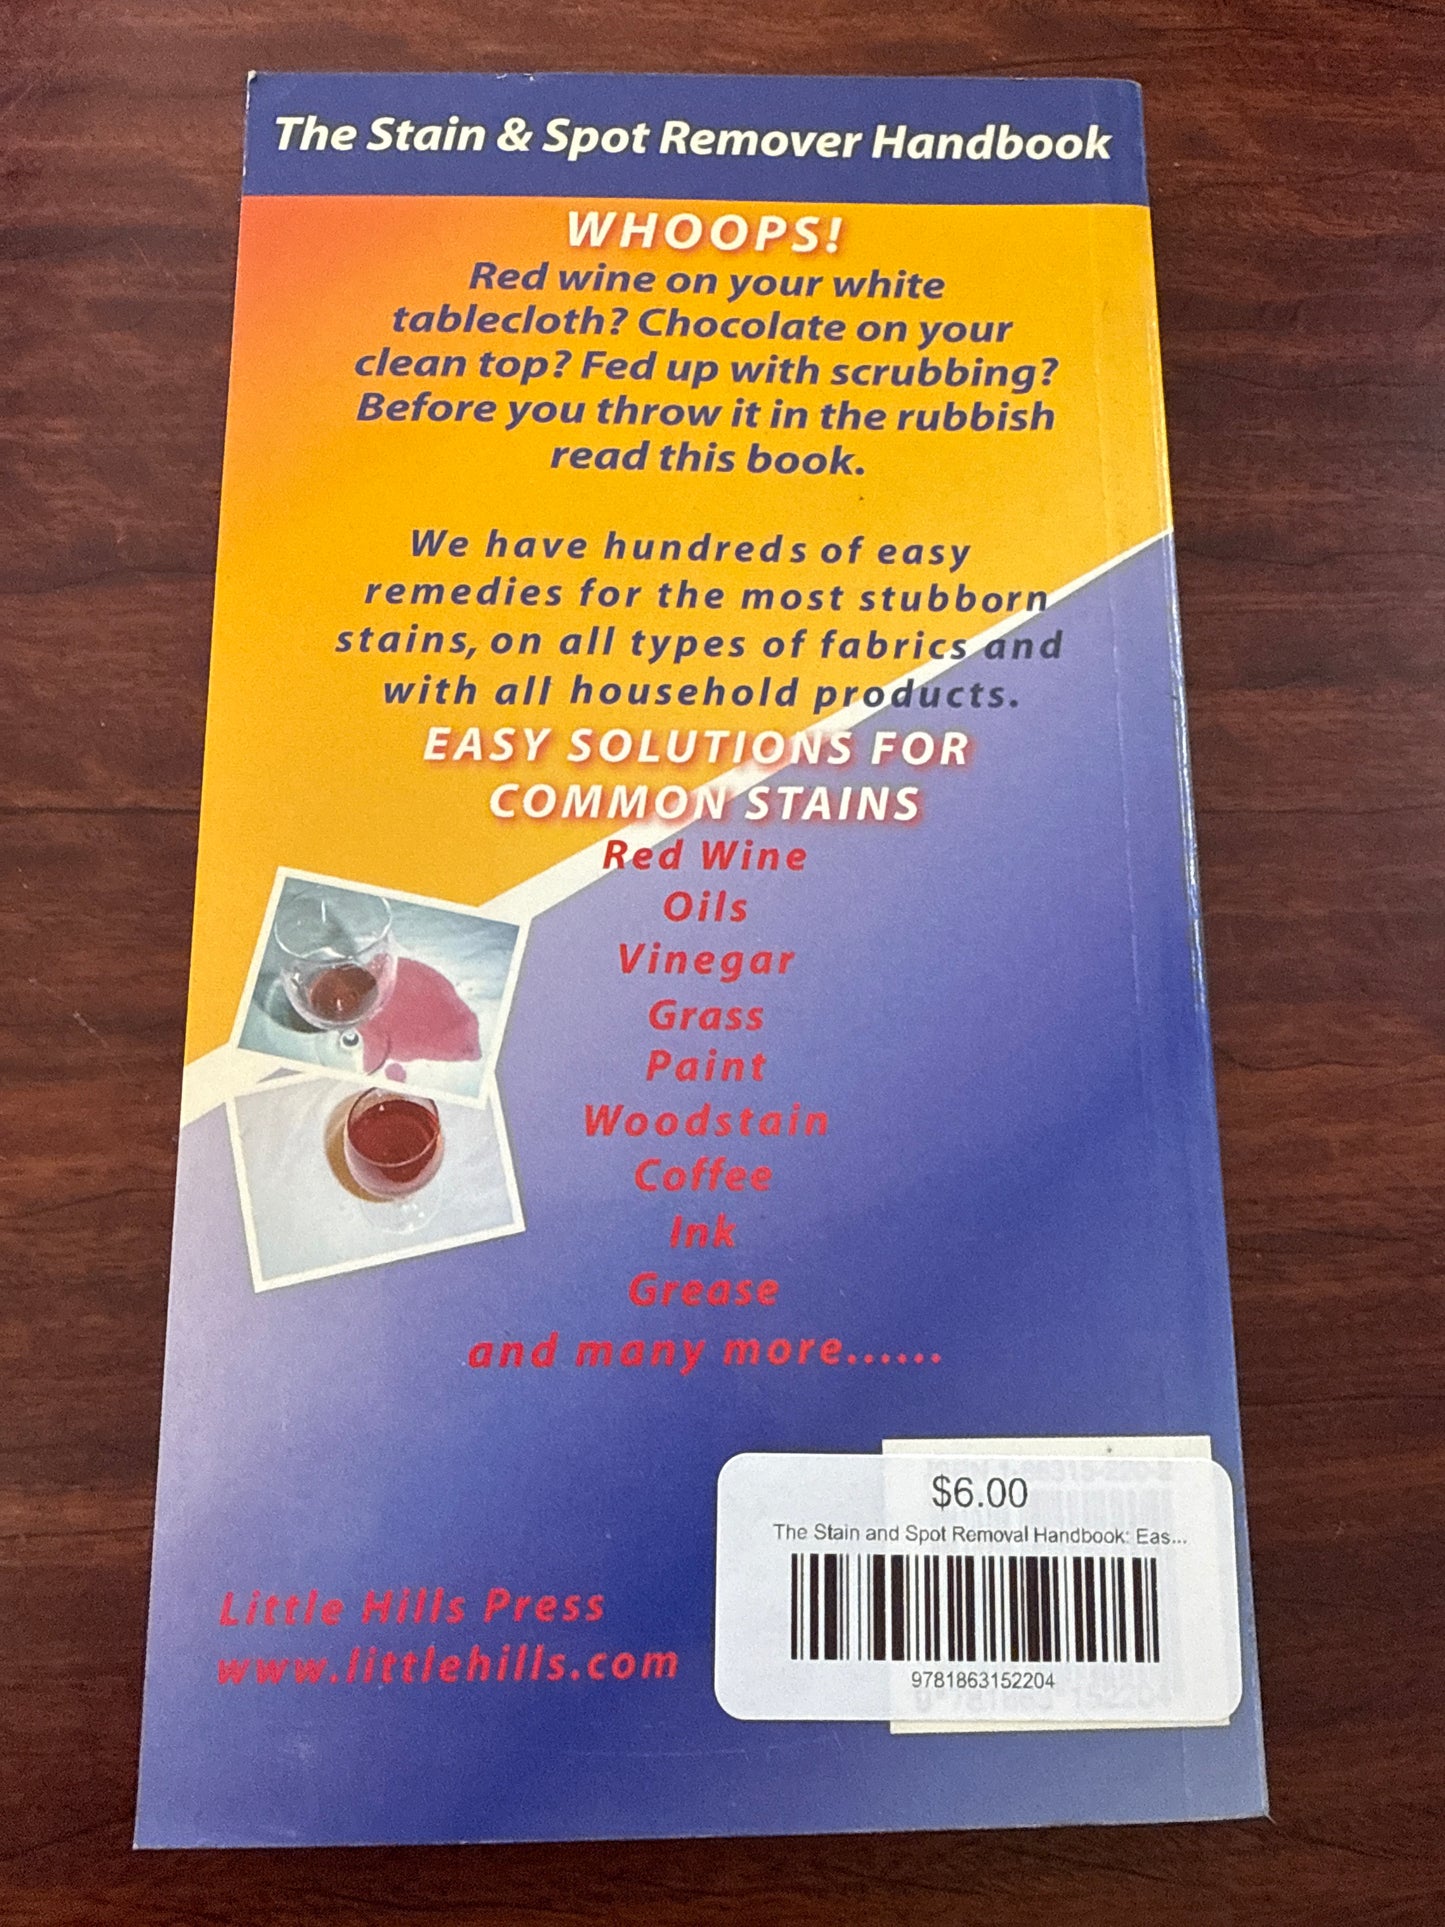 The Stain & Spot Remover Handbook
WHOOPS!
Red wine on your white
tablecloth? Chocolate on your
clean top? Fed up with scrubbing?
Before you throw it in the rubbish
read this book.
We have hundreds of easy
remedies for the most stubborn
stains, on all types of fabrics and
with all household products.
EASY SOLUTIONS FOR
COMMON STAINS
Red Wine
Oils
Vinegar
Grass
Paint
Woodstain
Coffee
Ink
Grease
and many more......
Little Hills Press
www.littlehills.com
$6.00
The Stain and Spot Removal Handbook: Eas...
9781863152204